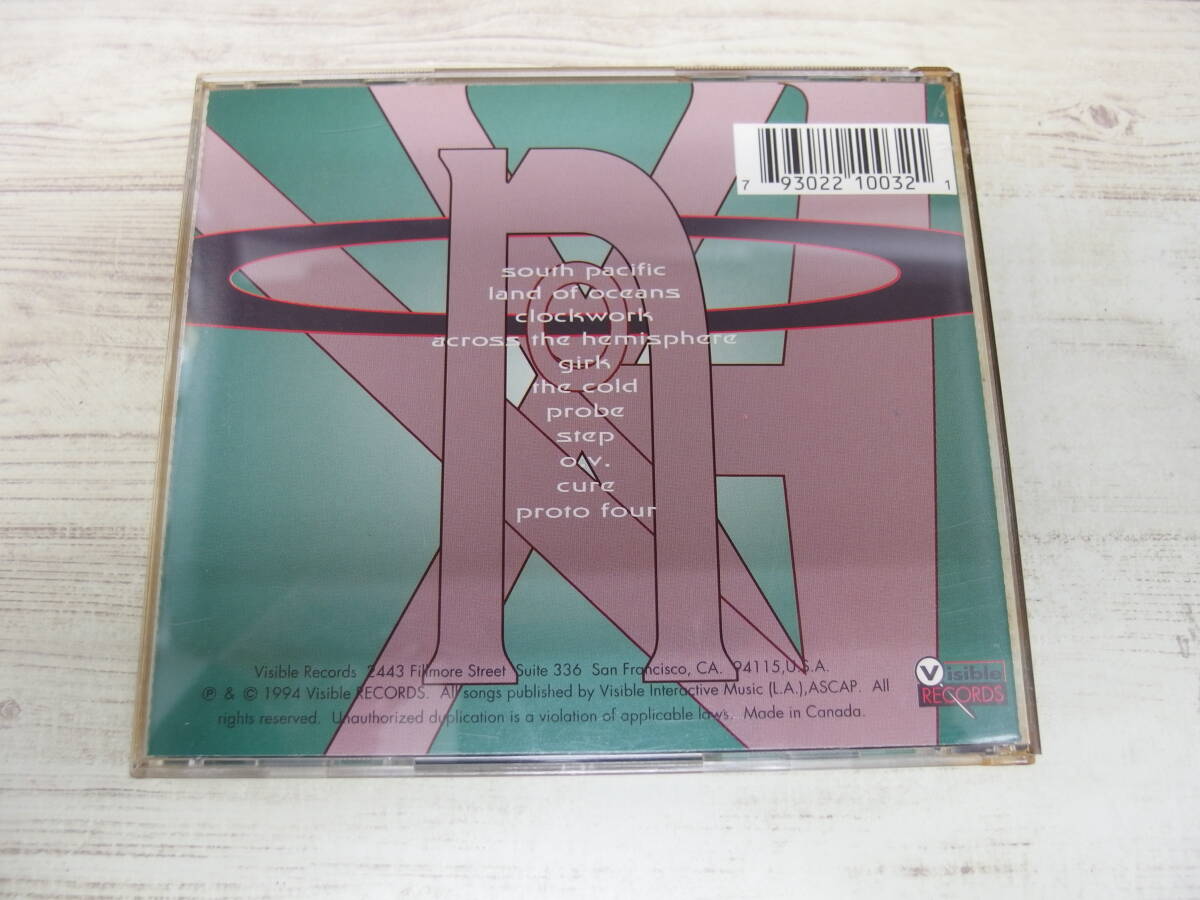 7 93022 10032 1
south pacific
land of oceans
clockwork
across the hemisphere
girk
the cold
probe
step
o.v.
cure
proto four
Visible Records 2443 Fillmore Street Suite 336 San Francisco, CA. 94115, U.S.A.
℗ & © 1994 Visible RECORDS. All songs published by Visible Interactive Music (L.A.), ASCAP. All
rights reserved. Unauthorized duplication is a violation of applicable laws. Made in Canada.
Visible
RECORDS